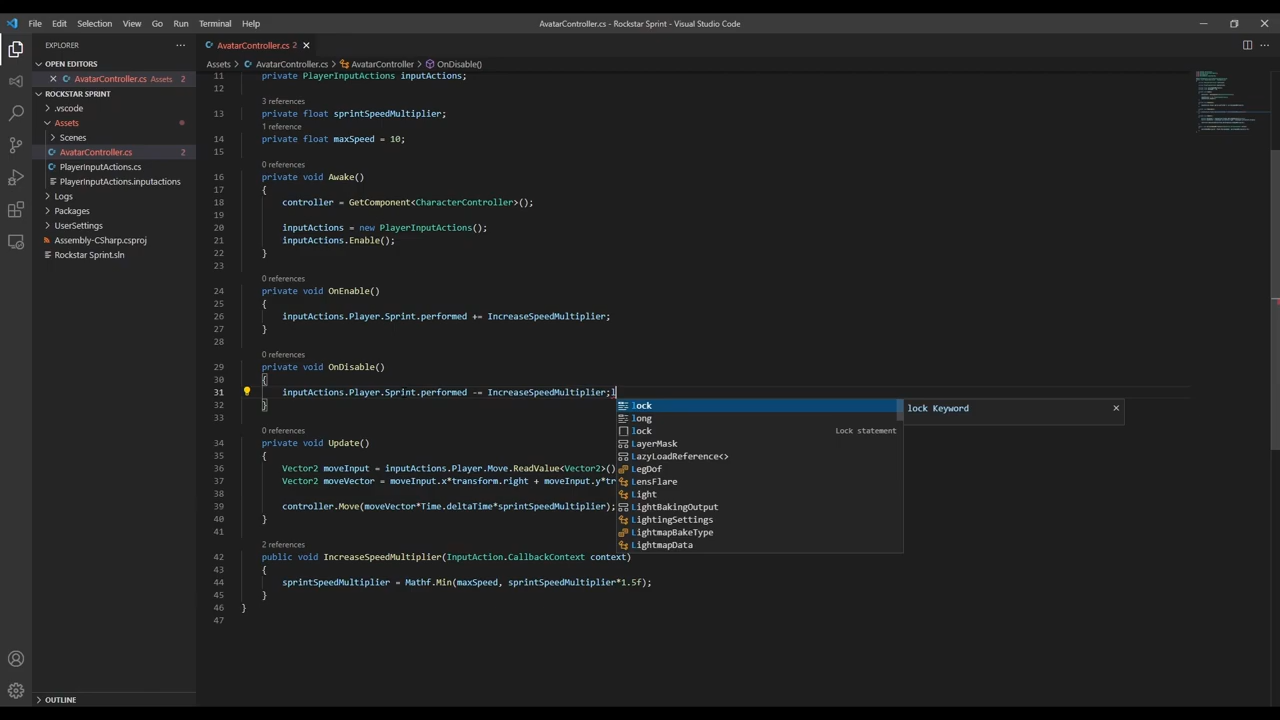 File Edit Selection View Go Run Terminal Help
AvatarController.cs - Rockstar Sprint - Visual Studio Code
EXPLORER
OPEN EDITORS
AvatarController.cs Assets 2
ROCKSTAR SPRINT
.vscode
Assets
Scenes
AvatarController.cs 2
PlayerInputActions.cs
PlayerInputActions.inputactions
Logs
Packages
UserSettings
Assembly-CSharp.csproj
Rockstar Sprint.sln
OUTLINE
AvatarController.cs 2
Assets > AvatarController.cs > AvatarController > OnDisable()
11 private PlayerInputActions inputActions;
12
3 references
13 private float sprintSpeedMultiplier;
1 reference
14 private float maxSpeed = 10;
15
0 references
16 private void Awake()
17 {
18 controller = GetComponent<CharacterController>();
19
20 inputActions = new PlayerInputActions();
21 inputActions.Enable();
22 }
23
0 references
24 private void OnEnable()
25 {
26 inputActions.Player.Sprint.performed += IncreaseSpeedMultiplier;
27 }
28
0 references
29 private void OnDisable()
30 {
31 inputActions.Player.Sprint.performed -= IncreaseSpeedMultiplier;l
32 }
33
0 references
34 private void Update()
35 {
36 Vector2 moveInput = inputActions.Player.Move.ReadValue<Vector2>()
37 Vector2 moveVector = moveInput.x*transform.right + moveInput.y*tr
38
39 controller.Move(moveVector*Time.deltaTime*sprintSpeedMultiplier);
40 }
41
2 references
42 public void IncreaseSpeedMultiplier(InputAction.CallbackContext context)
43 {
44 sprintSpeedMultiplier = Mathf.Min(maxSpeed, sprintSpeedMultiplier*1.5f);
45 }
46 }
47
lock
long
lock Lock statement
LayerMask
LazyLoadReference<>
LegDof
LensFlare
Light
LightBakingOutput
LightingSettings
LightmapBakeType
LightmapData
lock Keyword